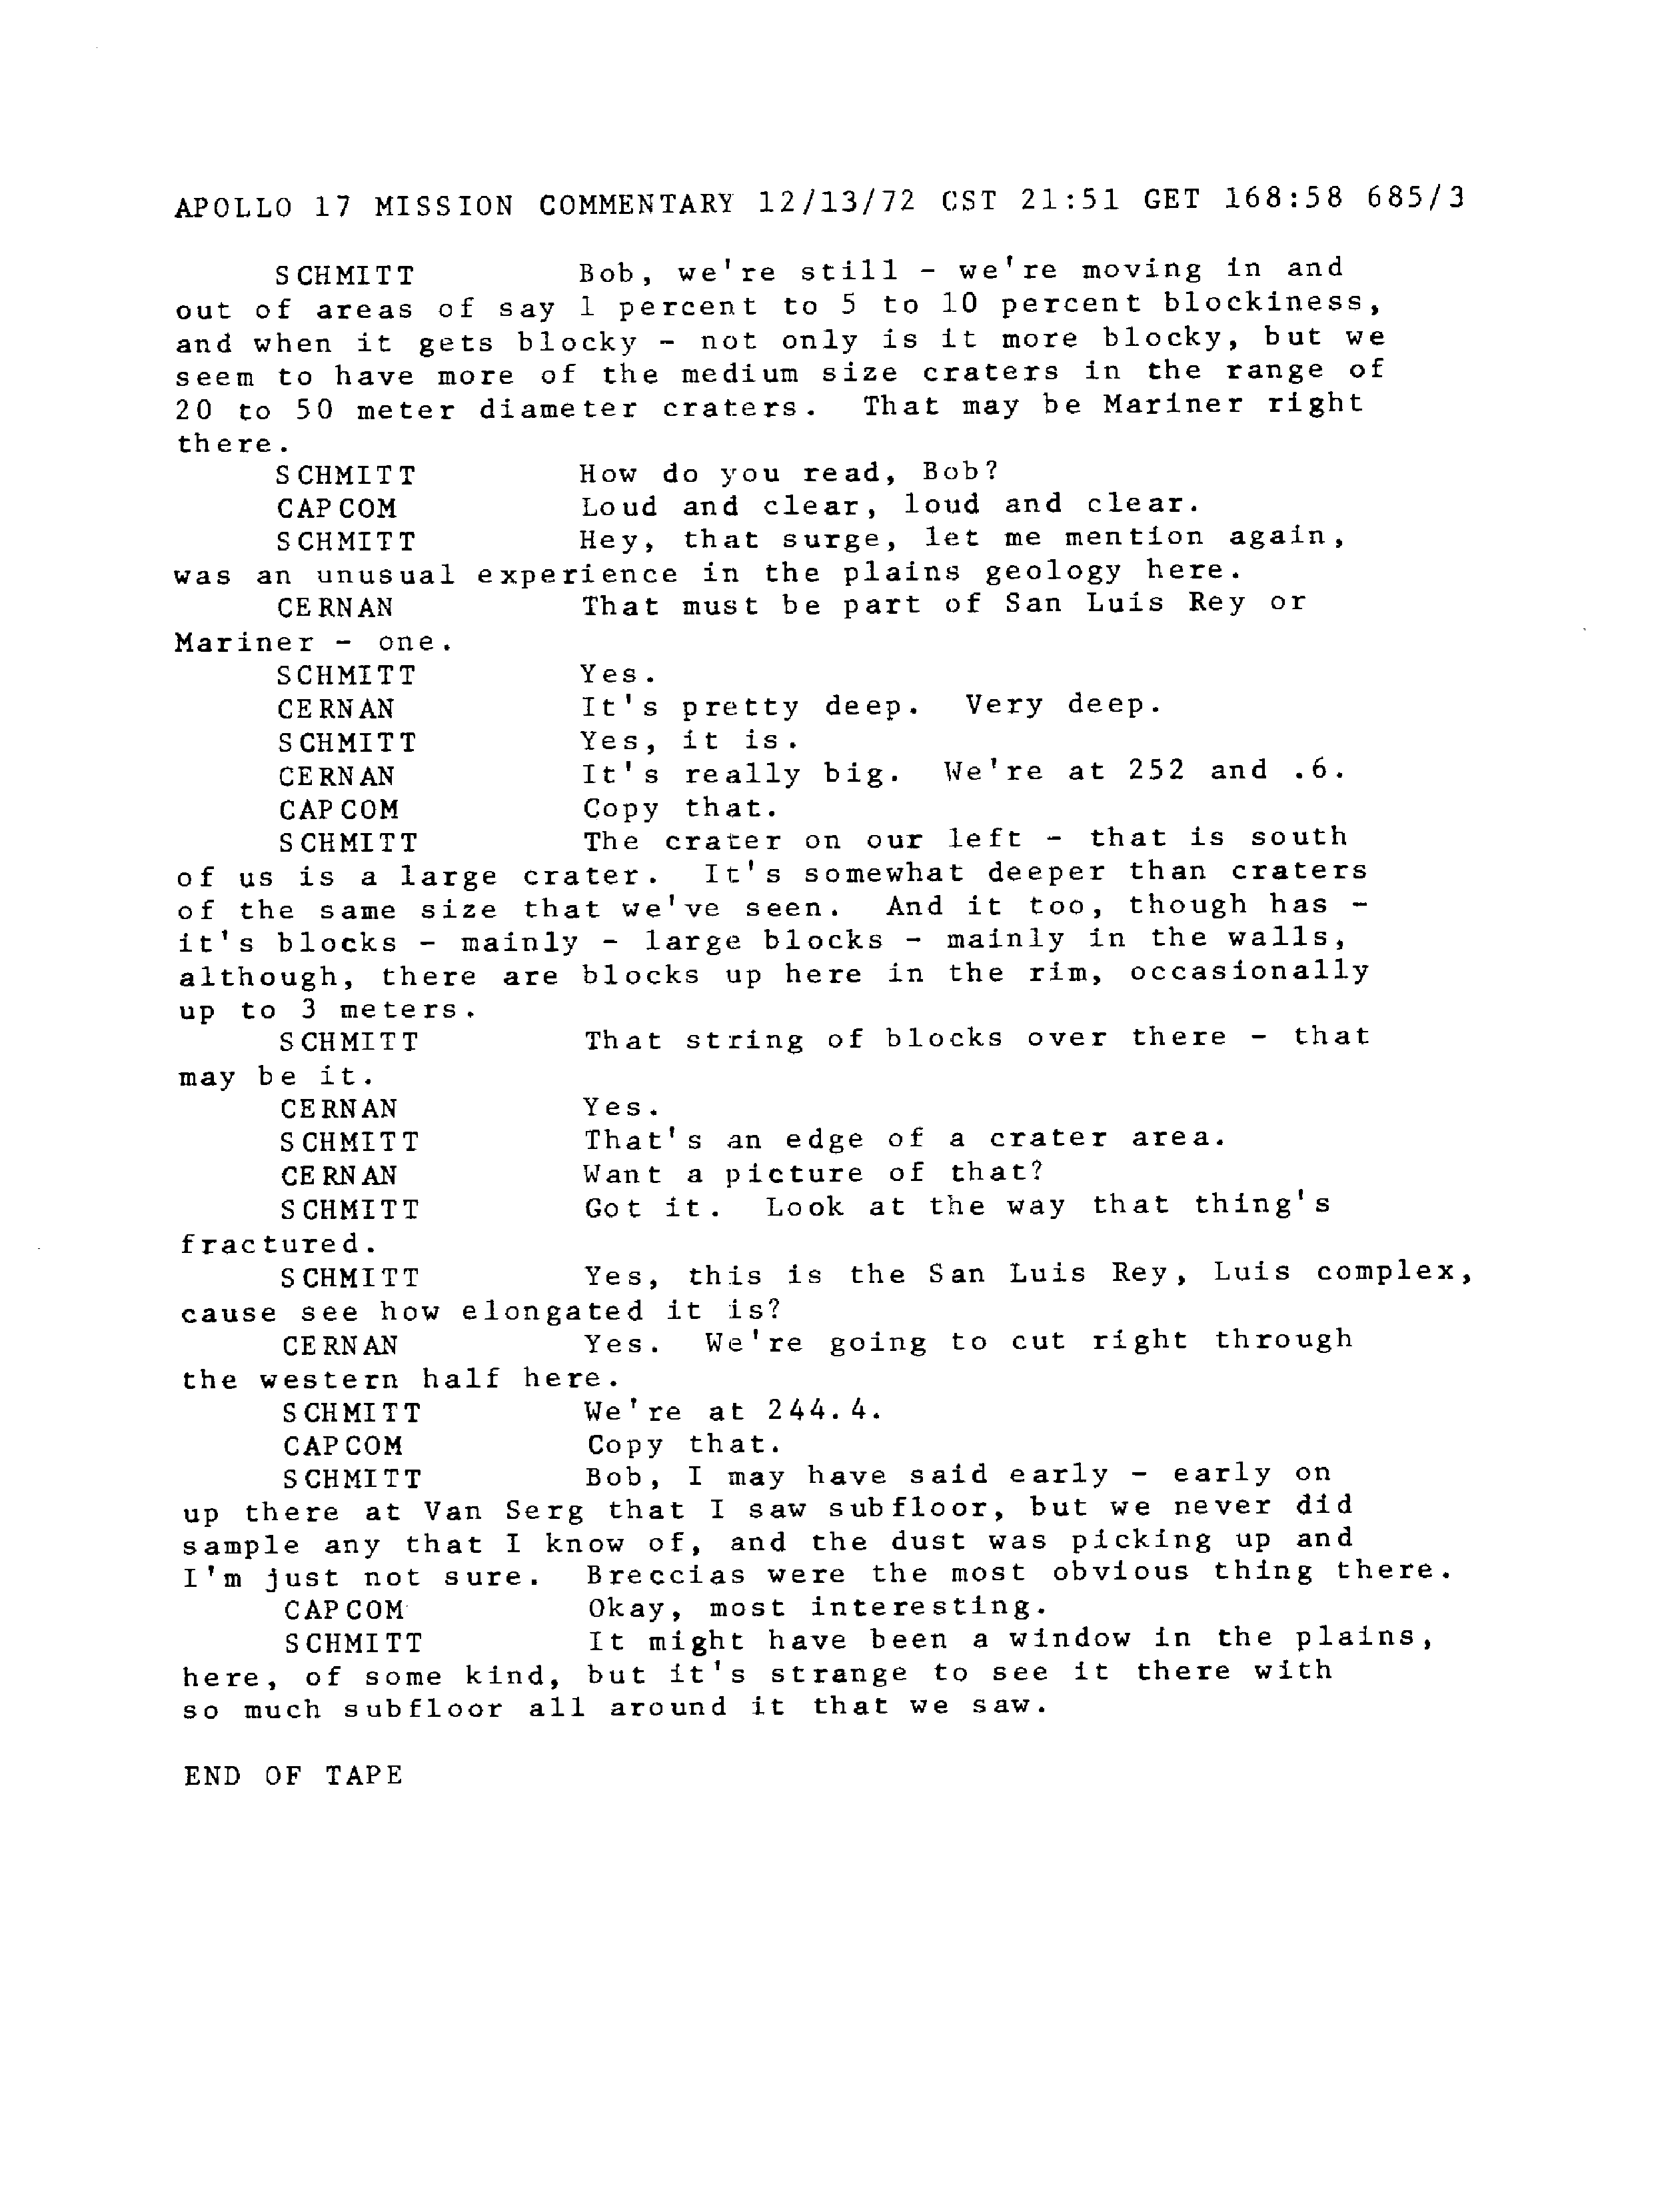 APOLLO 17 MISSION COMMENTARY 12/13/72 CST 21:51 GET 168:58 685/3
SCHMITT Bob, we're still - we're moving in and
out of areas of say 1 percent to 5 to 10 percent blockiness,
and when it gets blocky - not only is it more blocky, but we
seem to have more of the medium size craters in the range of
20 to 50 meter diameter craters. That may be Mariner right
there.
SCHMITT How do you read, Bob?
CAPCOM Loud and clear, loud and clear.
SCHMITT Hey, that surge, let me mention again,
was an unusual experience in the plains geology here.
CERNAN That must be part of San Luis Rey or
Mariner - one.
SCHMITT Yes.
CERNAN It's pretty deep. Very deep.
SCHMITT Yes, it is.
CERNAN It's really big. We're at 252 and .6.
CAPCOM Copy that.
SCHMITT The crater on our left - that is south
of us is a large crater. It's somewhat deeper than craters
of the same size that we've seen. And it too, though has -
it's blocks - mainly - large blocks - mainly in the walls,
although, there are blocks up here in the rim, occasionally
up to 3 meters.
SCHMITT That string of blocks over there - that
may be it.
CERNAN Yes.
SCHMITT That's an edge of a crater area.
CERNAN Want a picture of that?
SCHMITT Got it. Look at the way that thing's
fractured.
SCHMITT Yes, this is the San Luis Rey, Luis complex,
cause see how elongated it is?
CERNAN Yes. We're going to cut right through
the western half here.
SCHMITT We're at 244.4.
CAPCOM Copy that.
SCHMITT Bob, I may have said early - early on
up there at Van Serg that I saw subfloor, but we never did
sample any that I know of, and the dust was picking up and
I'm just not sure. Breccias were the most obvious thing there.
CAPCOM Okay, most interesting.
SCHMITT It might have been a window in the plains,
here, of some kind, but it's strange to see it there with
so much subfloor all around it that we saw.
END OF TAPE